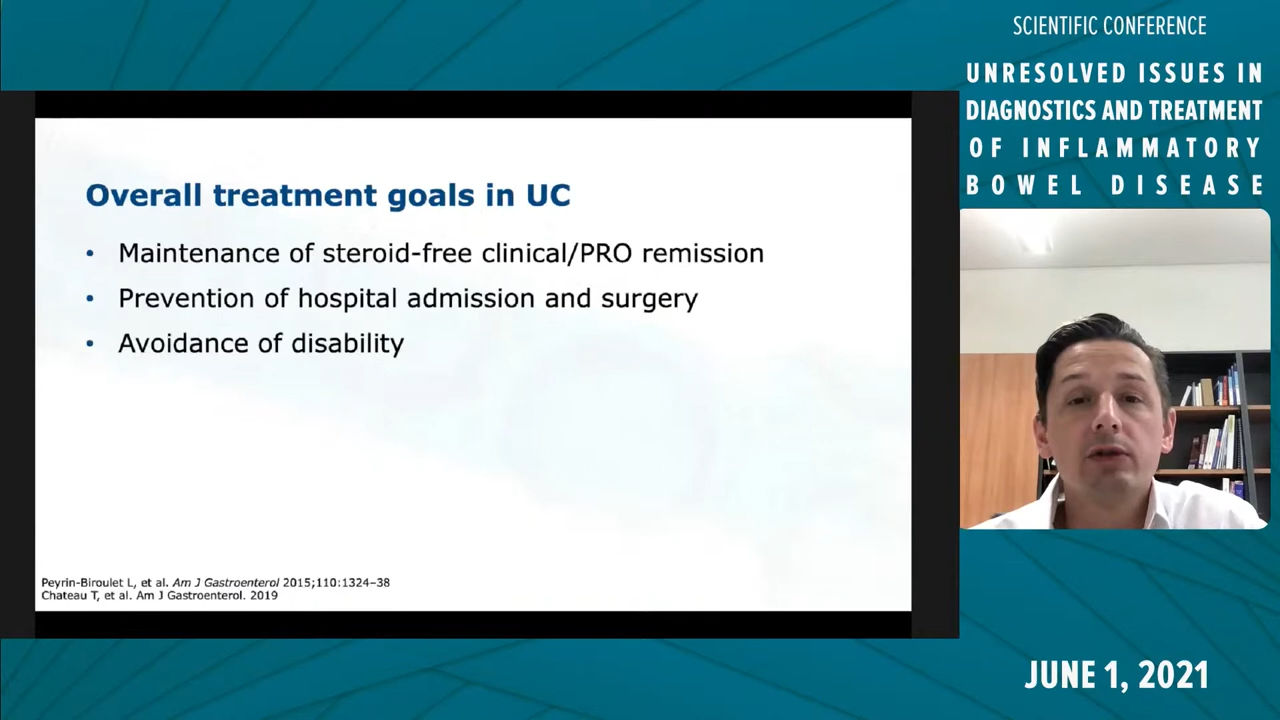 SCIENTIFIC CONFERENCE
UNRESOLVED ISSUES IN
DIAGNOSTICS AND TREATMENT
OF INFLAMMATORY
BOWEL DISEASE
Overall treatment goals in UC
• Maintenance of steroid-free clinical/PRO remission
• Prevention of hospital admission and surgery
• Avoidance of disability
Peyrin-Biroulet L, et al. Am J Gastroenterol 2015;110:1324–38
Chateau T, et al. Am J Gastroenterol. 2019
JUNE 1, 2021